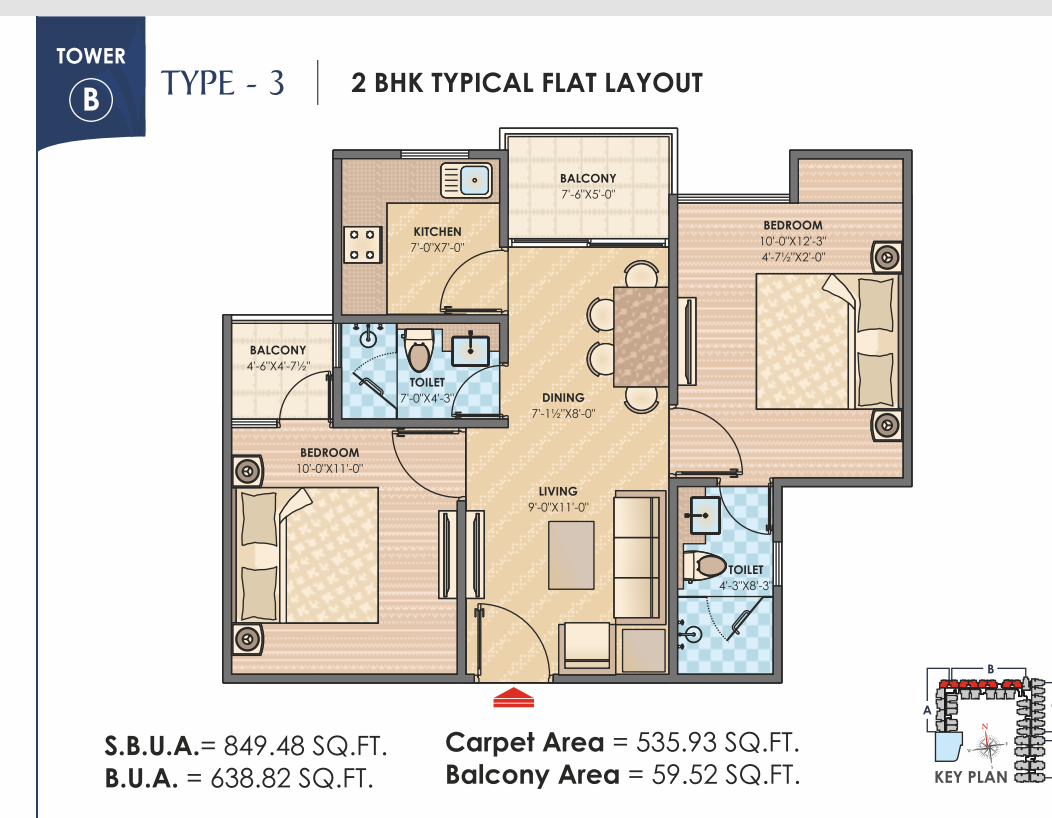 TOWER
B
TYPE - 3
2 BHK TYPICAL FLAT LAYOUT
BALCONY
7'-6"X5'-0"
KITCHEN
7'-0"X7'-0"
BEDROOM
10'-0"X12'-3"
4'-7½"X2'-0"
BALCONY
4'-6"X4'-7½"
TOILET
7'-0"X4'-3"
DINING
7'-1½"X8'-0"
BEDROOM
10'-0"X11'-0"
LIVING
9'-0"X11'-0"
TOILET
4'-3"X8'-3"
S.B.U.A.= 849.48 SQ.FT.
B.U.A. = 638.82 SQ.FT.
Carpet Area = 535.93 SQ.FT.
Balcony Area = 59.52 SQ.FT.
B
A
N
KEY PLAN